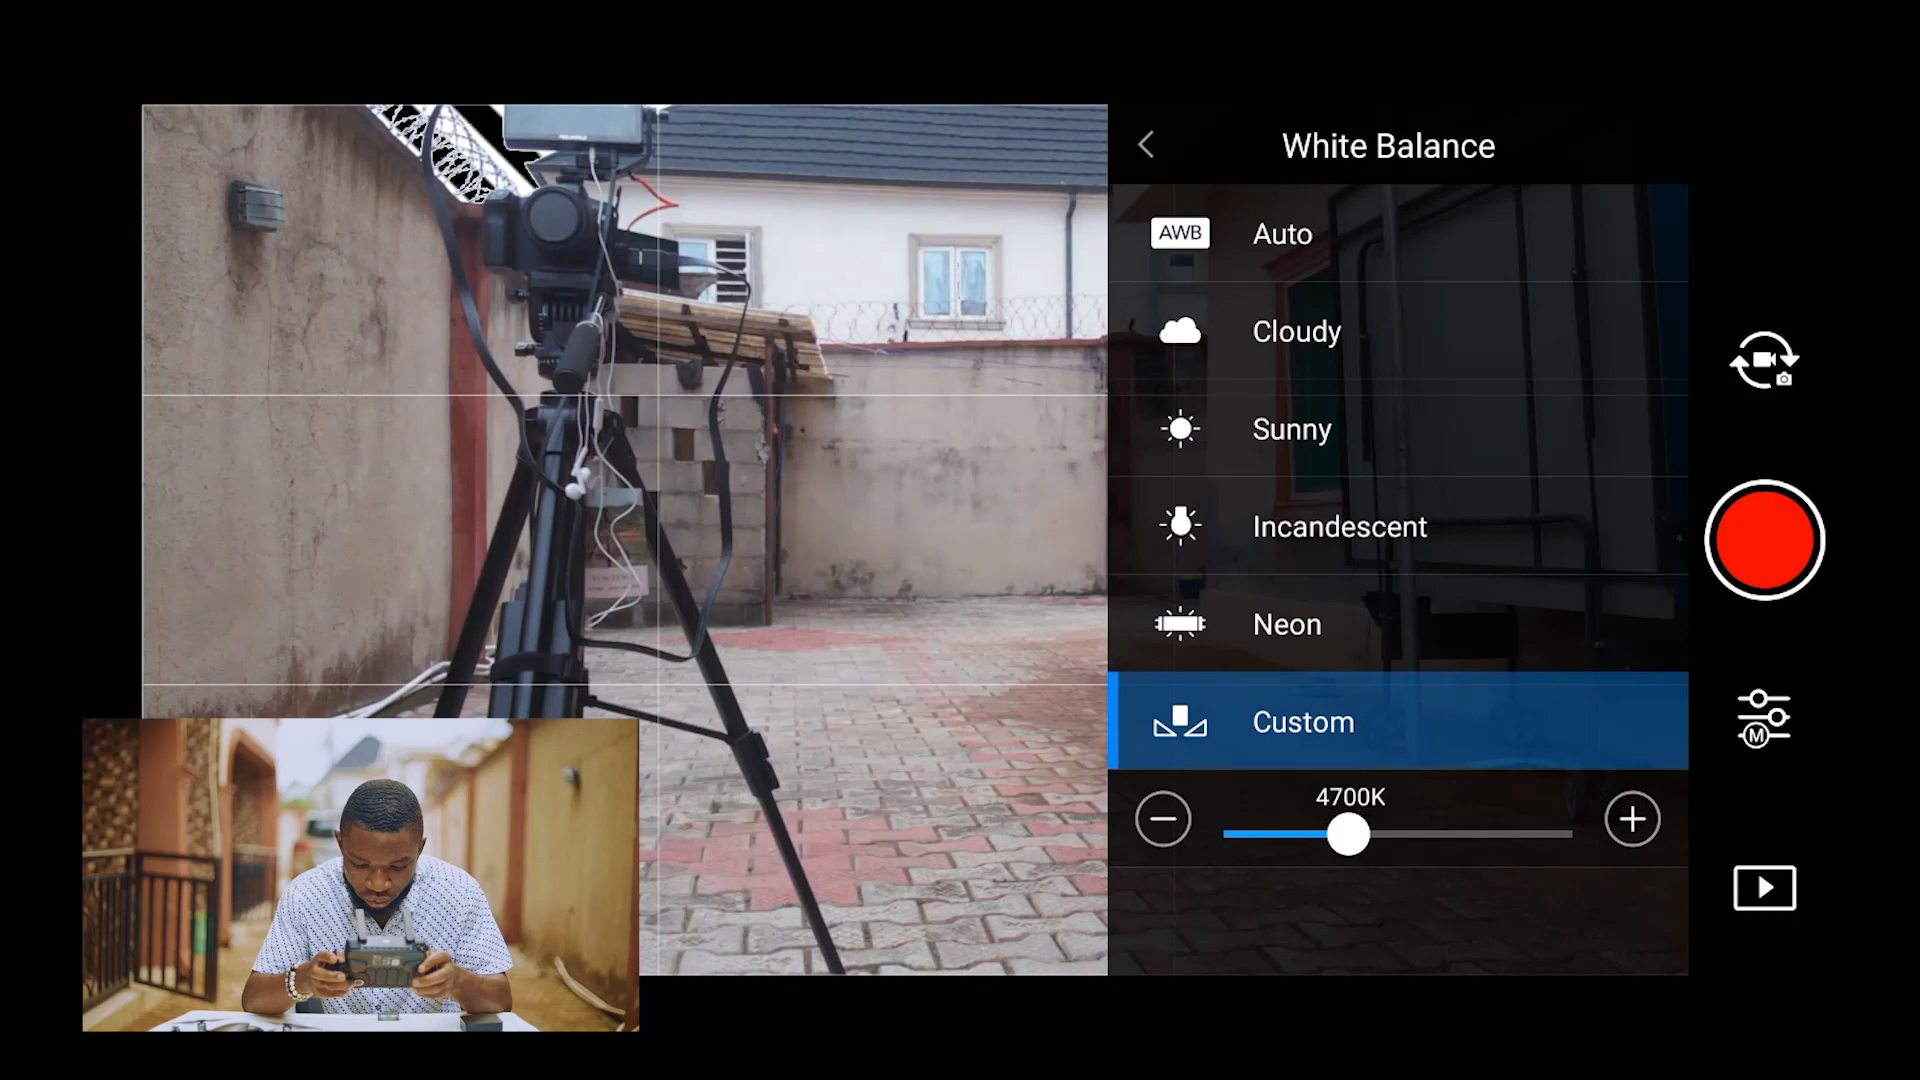 White Balance
AWB
Auto
Cloudy
Sunny
Incandescent
Neon
Custom
4700K
M